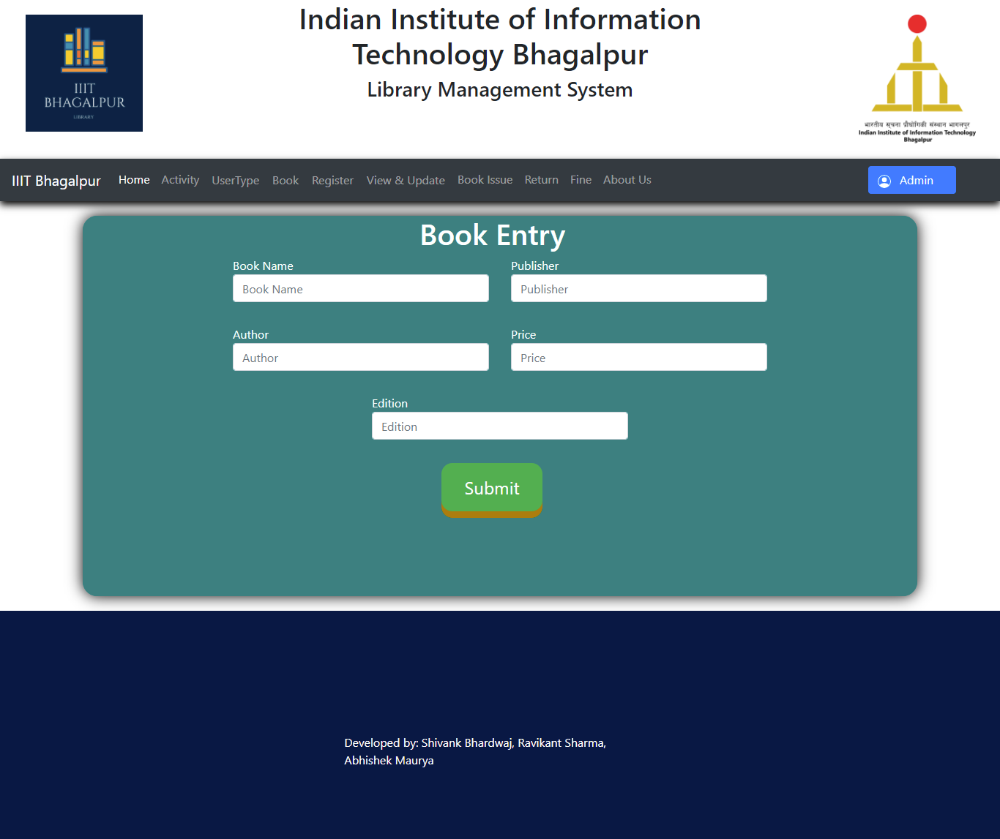 IIIT
BHAGALPUR
LIBRARY
Indian Institute of Information
Technology Bhagalpur
Library Management System
भारतीय सूचना प्रौद्योगिकी संस्थान भागलपुर
Indian Institute of Information Technology
Bhagalpur
IIIT Bhagalpur Home Activity UserType Book Register View & Update Book Issue Return Fine About Us Admin
Book Entry
Book Name Publisher
Book Name Publisher
Author Price
Author Price
Edition
Edition
Submit
Developed by: Shivank Bhardwaj, Ravikant Sharma,
Abhishek Maurya